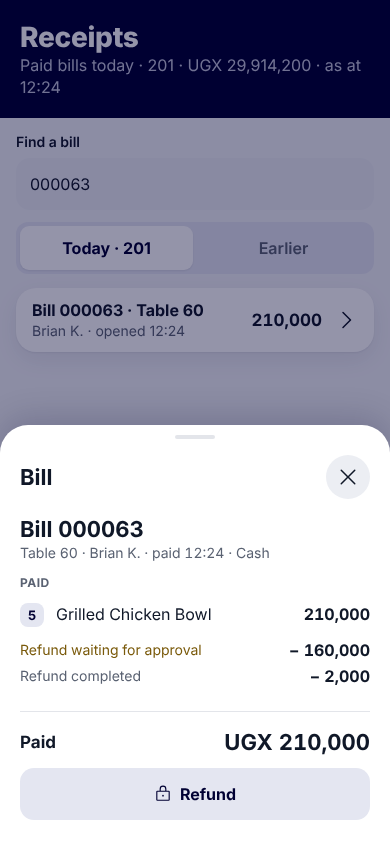 Receipts
Paid bills today · 201 · UGX 29,914,200 · as at
12:24
Find a bill
000063
Today · 201
Earlier
Bill 000063 · Table 60
Brian K. · opened 12:24
210,000
Bill
Bill 000063
Table 60 · Brian K. · paid 12:24 · Cash
PAID
5 Grilled Chicken Bowl 210,000
Refund waiting for approval − 160,000
Refund completed − 2,000
Paid UGX 210,000
Refund